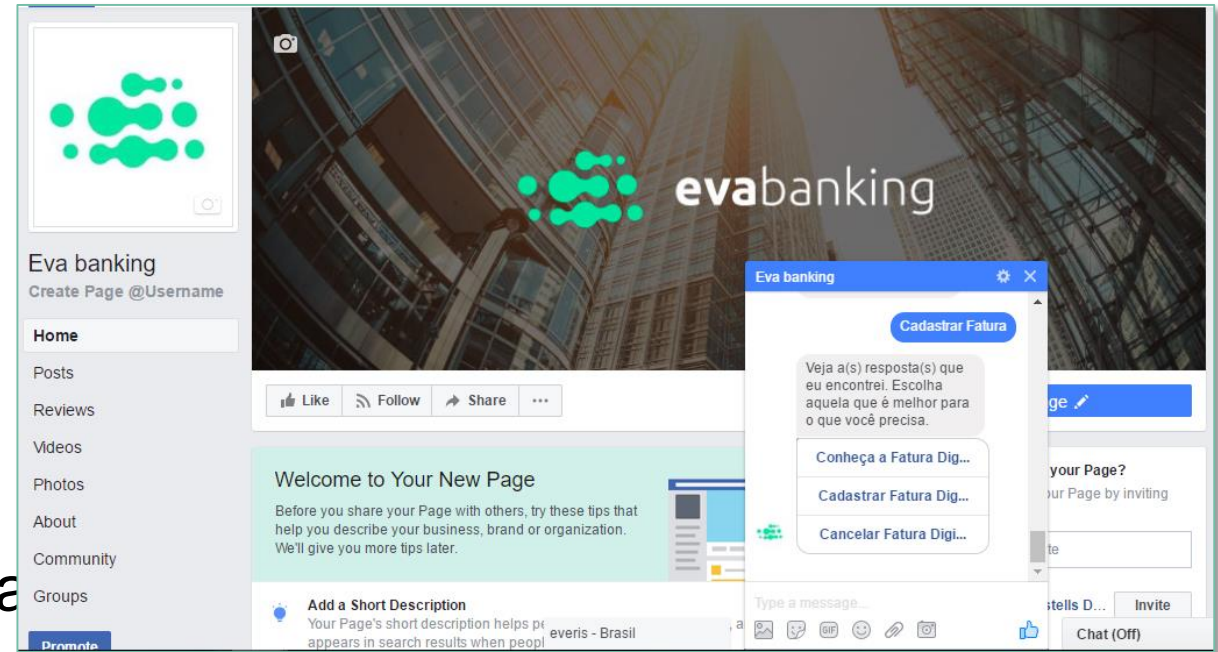 evabanking
Eva banking
Create Page @Username
Home
Posts
Reviews
Videos
Photos
About
Community
Groups
Promote
Like
Follow
Share
Welcome to Your New Page
Before you share your Page with others, try these tips that
help you describe your business, brand or organization.
We'll give you more tips later.
Add a Short Description
Your Page's short description helps
appears in search results when
everis - Brasil
Eva banking
Cadastrar Fatura
Veja a(s) resposta(s) que
eu encontrei. Escolha
aquela que é melhor para
o que você precisa.
Conheça a Fatura Dig...
Cadastrar Fatura Dig...
Cancelar Fatura Digi...
Type a message...
GIF
your Page?
Page by inviting
Invite
Chat (Off)